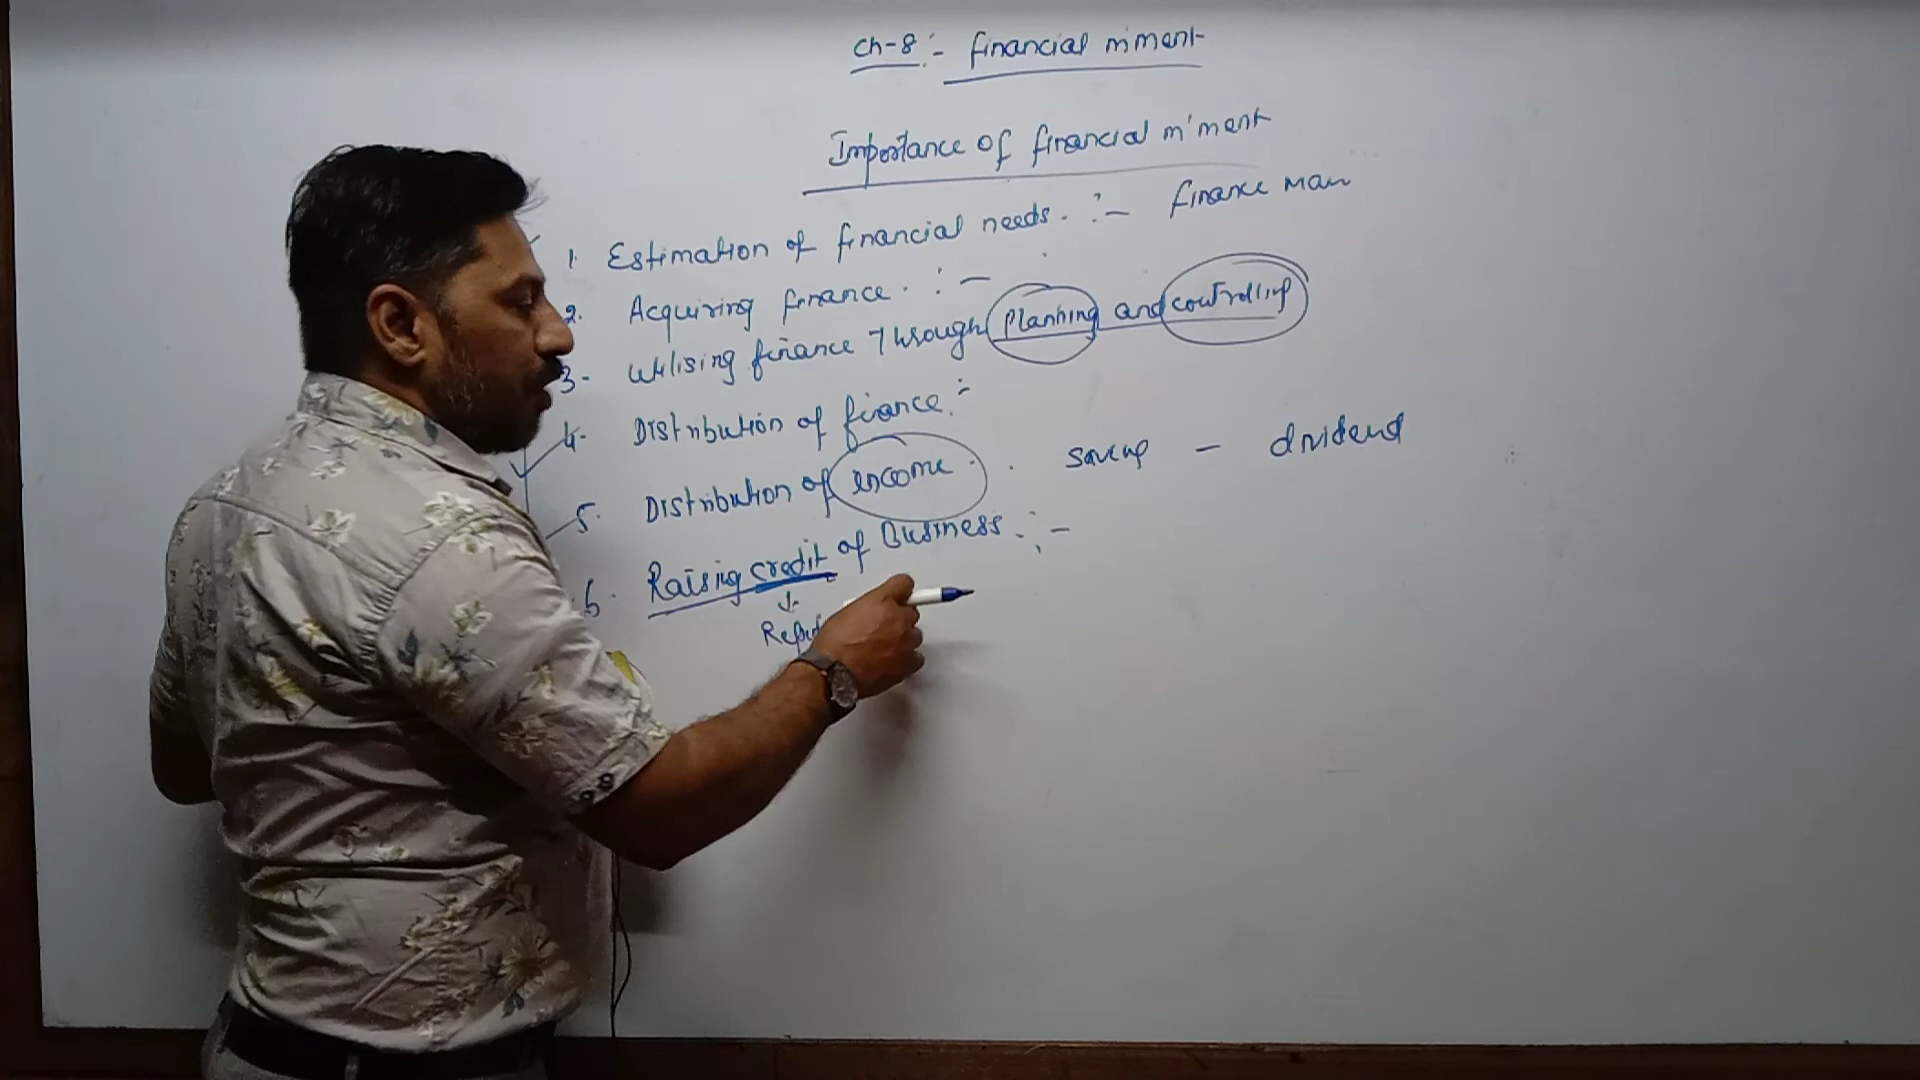 Ch-8 :- financial m'ment
Importance of financial m'ment
1. Estimation of financial needs. :- finance man
2. Acquiring finance. :-
3- Utilising finance Through planning and controlling
4- Distribution of finance :-
5. Distribution of income. saving - dividend
6. Raising credit of Business. :-